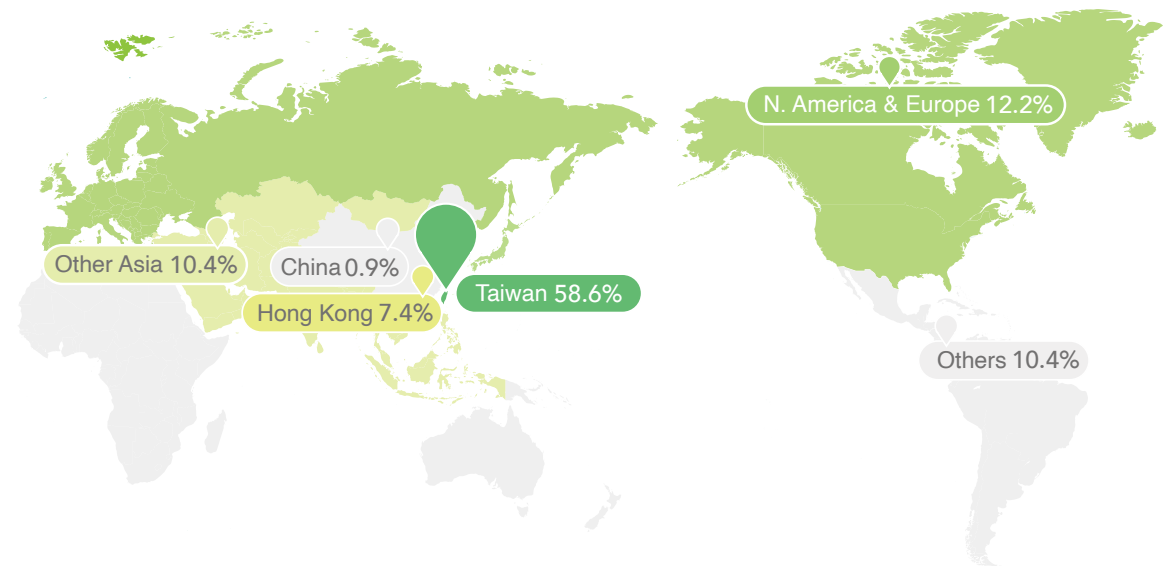 N. America & Europe 12.2%
Other Asia 10.4%
China 0.9%
Taiwan 58.6%
Hong Kong 7.4%
Others 10.4%